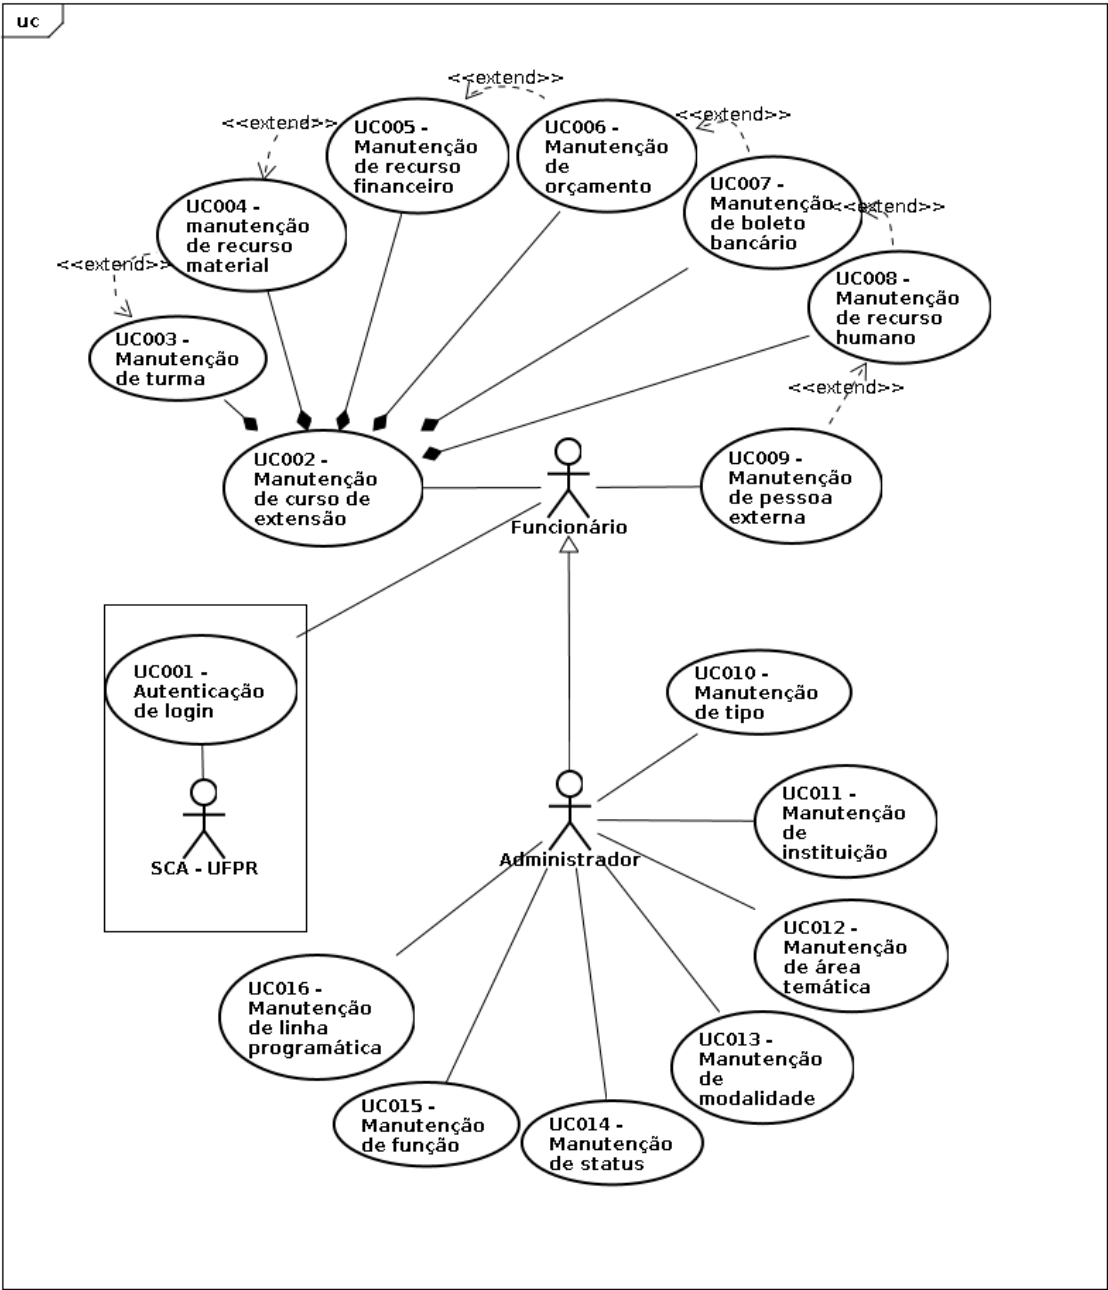 uc
<<extend>>
UC005 -
Manutenção
de recurso
financeiro
UC006 -
Manutenção
de
orçamento
<<extend>>
<<extend>>
UC007 -
Manutenção
de boleto
bancário
<<extend>>
UC004 -
manutenção
de recurso
material
<<extend>>
UC008 -
Manutenção
de recurso
humano
UC003 -
Manutenção
de turma
<<extend>>
UC002 -
Manutenção
de curso de
extensão
Funcionário
UC009 -
Manutenção
de pessoa
externa
UC001 -
Autenticação
de login
SCA - UFPR
UC010 -
Manutenção
de tipo
Administrador
UC011 -
Manutenção
de
instituição
UC012 -
Manutenção
de área
temática
UC016 -
Manutenção
de linha
programática
UC013 -
Manutenção
de
modalidade
UC015 -
Manutenção
de função
UC014 -
Manutenção
de status